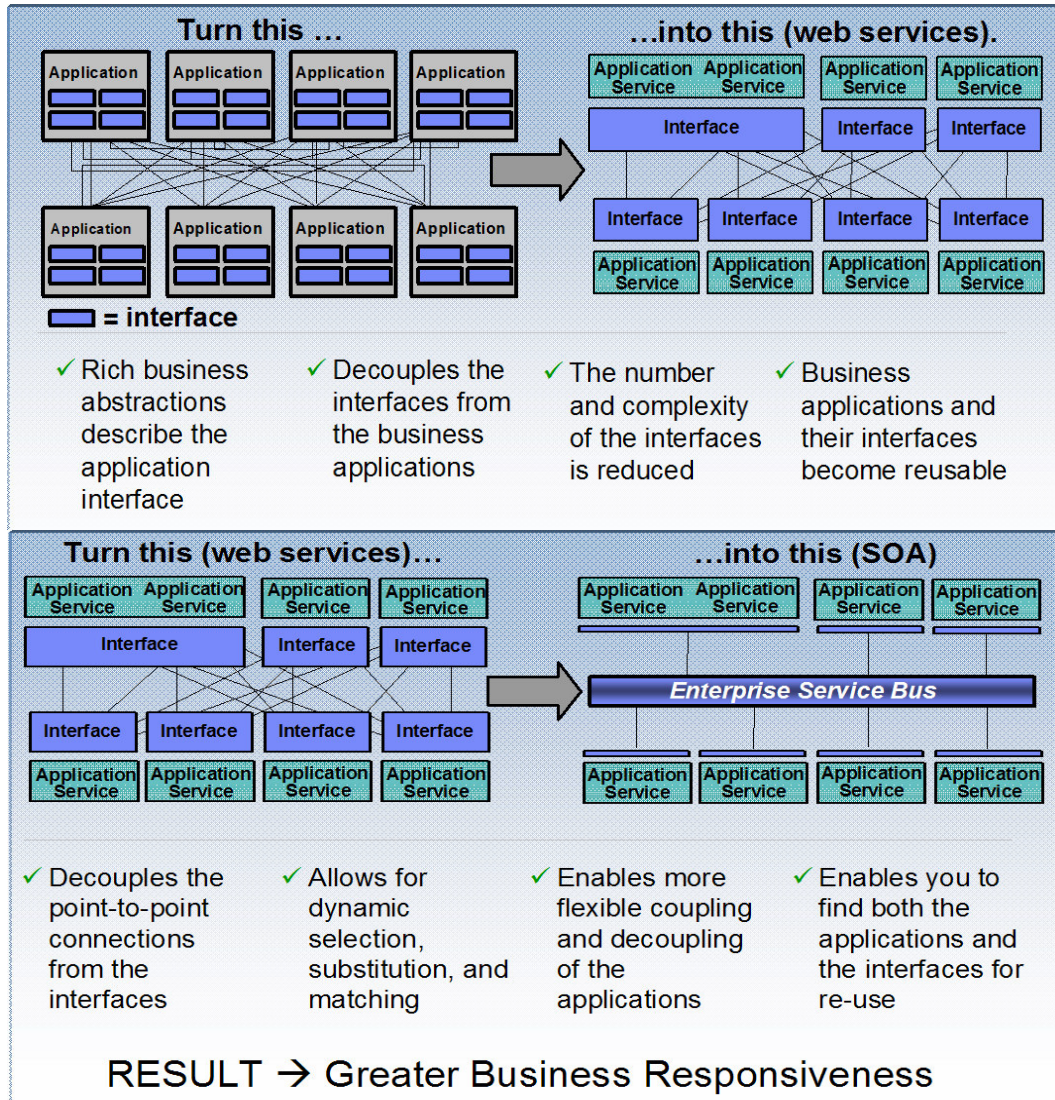 Turn this ...
...into this (web services).
Application Application Application Application
Application Application Application Application
= interface
Application Application Application Application
Service Service Service Service
Interface Interface Interface
Interface Interface Interface Interface
Application Application Application Application
Service Service Service Service
✓ Rich business
abstractions
describe the
application
interface
✓ Decouples the
interfaces from
the business
applications
✓ The number
and complexity
of the interfaces
is reduced
✓ Business
applications and
their interfaces
become reusable
Turn this (web services)...
...into this (SOA)
Application Application Application Application
Service Service Service Service
Interface Interface Interface
Interface Interface Interface Interface
Application Application Application Application
Service Service Service Service
Application Application Application Application
Service Service Service Service
Enterprise Service Bus
Application Application Application Application
Service Service Service Service
✓ Decouples the
point-to-point
connections
from the
interfaces
✓ Allows for
dynamic
selection,
substitution, and
matching
✓ Enables more
flexible coupling
and decoupling
of the
applications
✓ Enables you to
find both the
applications and
the interfaces for
re-use
RESULT → Greater Business Responsiveness